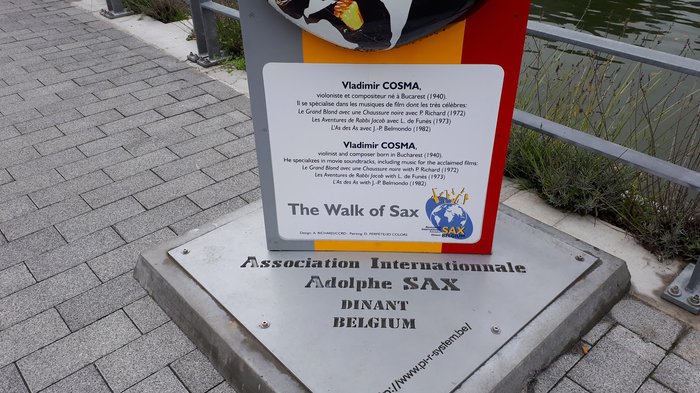 Vladimir COSMA,
violoniste et compositeur né à Bucarest (1940).
Il se spécialise dans les musiques de film dont les très célèbres:
Le Grand Blond avec une Chaussure noire avec P. Richard (1972)
Les Aventures de Rabbi Jacob avec L. de Funès (1973)
L'As des As avec J.-P. Belmondo (1982)
Vladimir COSMA,
violinist and composer born in Bucharest (1940).
He specializes in movie soundtracks, including music for the acclaimed films:
Le Grand Blond avec une Chaussure noire with P. Richard (1972)
Les Aventures de Rabbi Jacob with L. de Funès (1973)
L'As des As with J.-P. Belmondo (1982)
The Walk of Sax
SAX
Association Internationnale
Adolphe SAX
DINANT
BELGIUM
://www.pi-r-system.be/